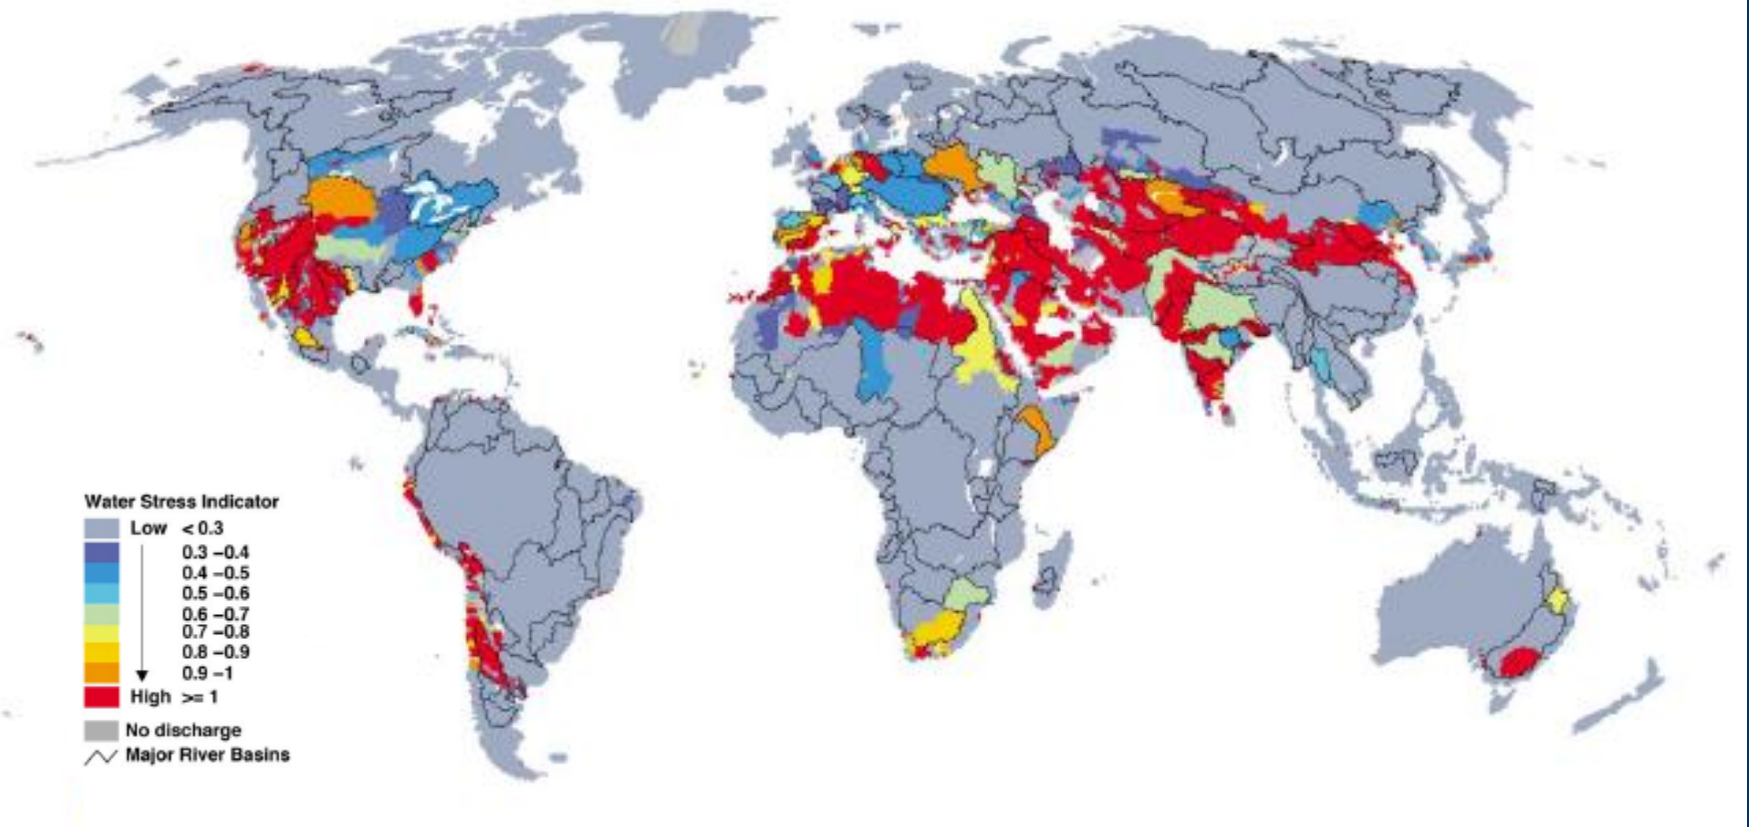 Water Stress Indicator
Low < 0.3
0.3 –0.4
0.4 –0.5
0.5 –0.6
0.6 –0.7
0.7 –0.8
0.8 –0.9
0.9 –1
High >= 1
No discharge
Major River Basins